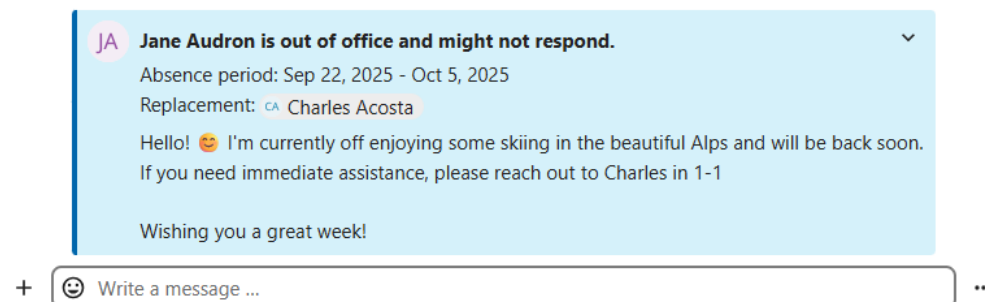 JA
Jane Audron is out of office and might not respond.
Absence period: Sep 22, 2025 - Oct 5, 2025
Replacement: CA Charles Acosta
Hello! 😊 I'm currently off enjoying some skiing in the beautiful Alps and will be back soon.
If you need immediate assistance, please reach out to Charles in 1-1
Wishing you a great week!
Write a message ...